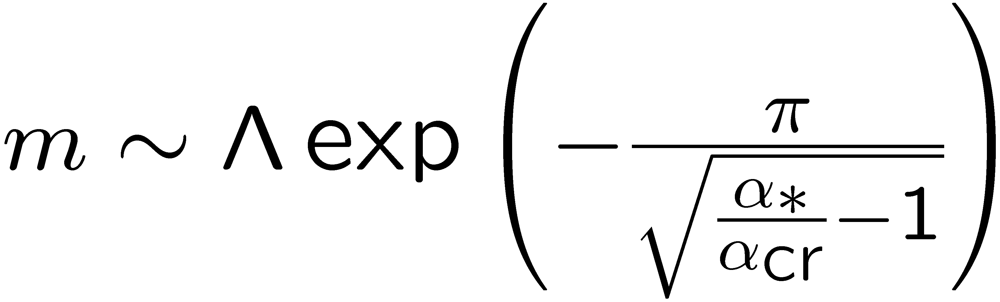 m ∼ Λ exp ( − π / √( α∗ / αcr − 1 ) )